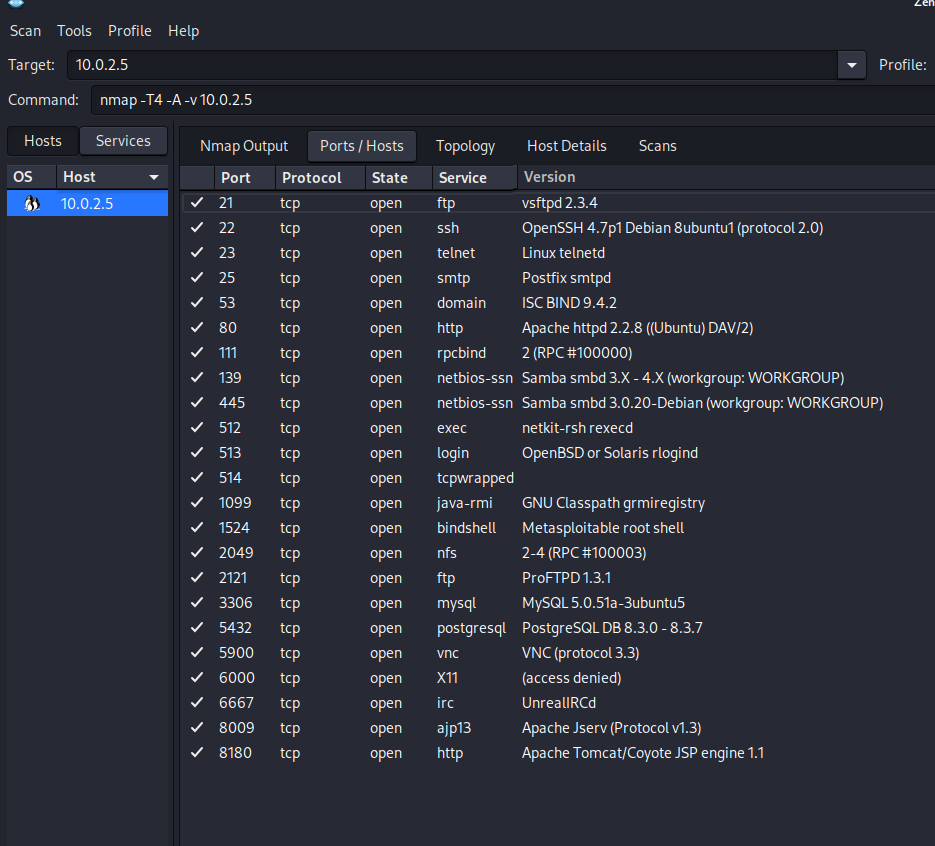 Zen
Scan Tools Profile Help
Target: 10.0.2.5 Profile:
Command: nmap -T4 -A -v 10.0.2.5
Hosts Services Nmap Output Ports / Hosts Topology Host Details Scans
OS Host Port Protocol State Service Version
10.0.2.5 21 tcp open ftp vsftpd 2.3.4
22 tcp open ssh OpenSSH 4.7p1 Debian 8ubuntu1 (protocol 2.0)
23 tcp open telnet Linux telnetd
25 tcp open smtp Postfix smtpd
53 tcp open domain ISC BIND 9.4.2
80 tcp open http Apache httpd 2.2.8 ((Ubuntu) DAV/2)
111 tcp open rpcbind 2 (RPC #100000)
139 tcp open netbios-ssn Samba smbd 3.X - 4.X (workgroup: WORKGROUP)
445 tcp open netbios-ssn Samba smbd 3.0.20-Debian (workgroup: WORKGROUP)
512 tcp open exec netkit-rsh rexecd
513 tcp open login OpenBSD or Solaris rlogind
514 tcp open tcpwrapped
1099 tcp open java-rmi GNU Classpath grmiregistry
1524 tcp open bindshell Metasploitable root shell
2049 tcp open nfs 2-4 (RPC #100003)
2121 tcp open ftp ProFTPD 1.3.1
3306 tcp open mysql MySQL 5.0.51a-3ubuntu5
5432 tcp open postgresql PostgreSQL DB 8.3.0 - 8.3.7
5900 tcp open vnc VNC (protocol 3.3)
6000 tcp open X11 (access denied)
6667 tcp open irc UnrealIRCd
8009 tcp open ajp13 Apache Jserv (Protocol v1.3)
8180 tcp open http Apache Tomcat/Coyote JSP engine 1.1